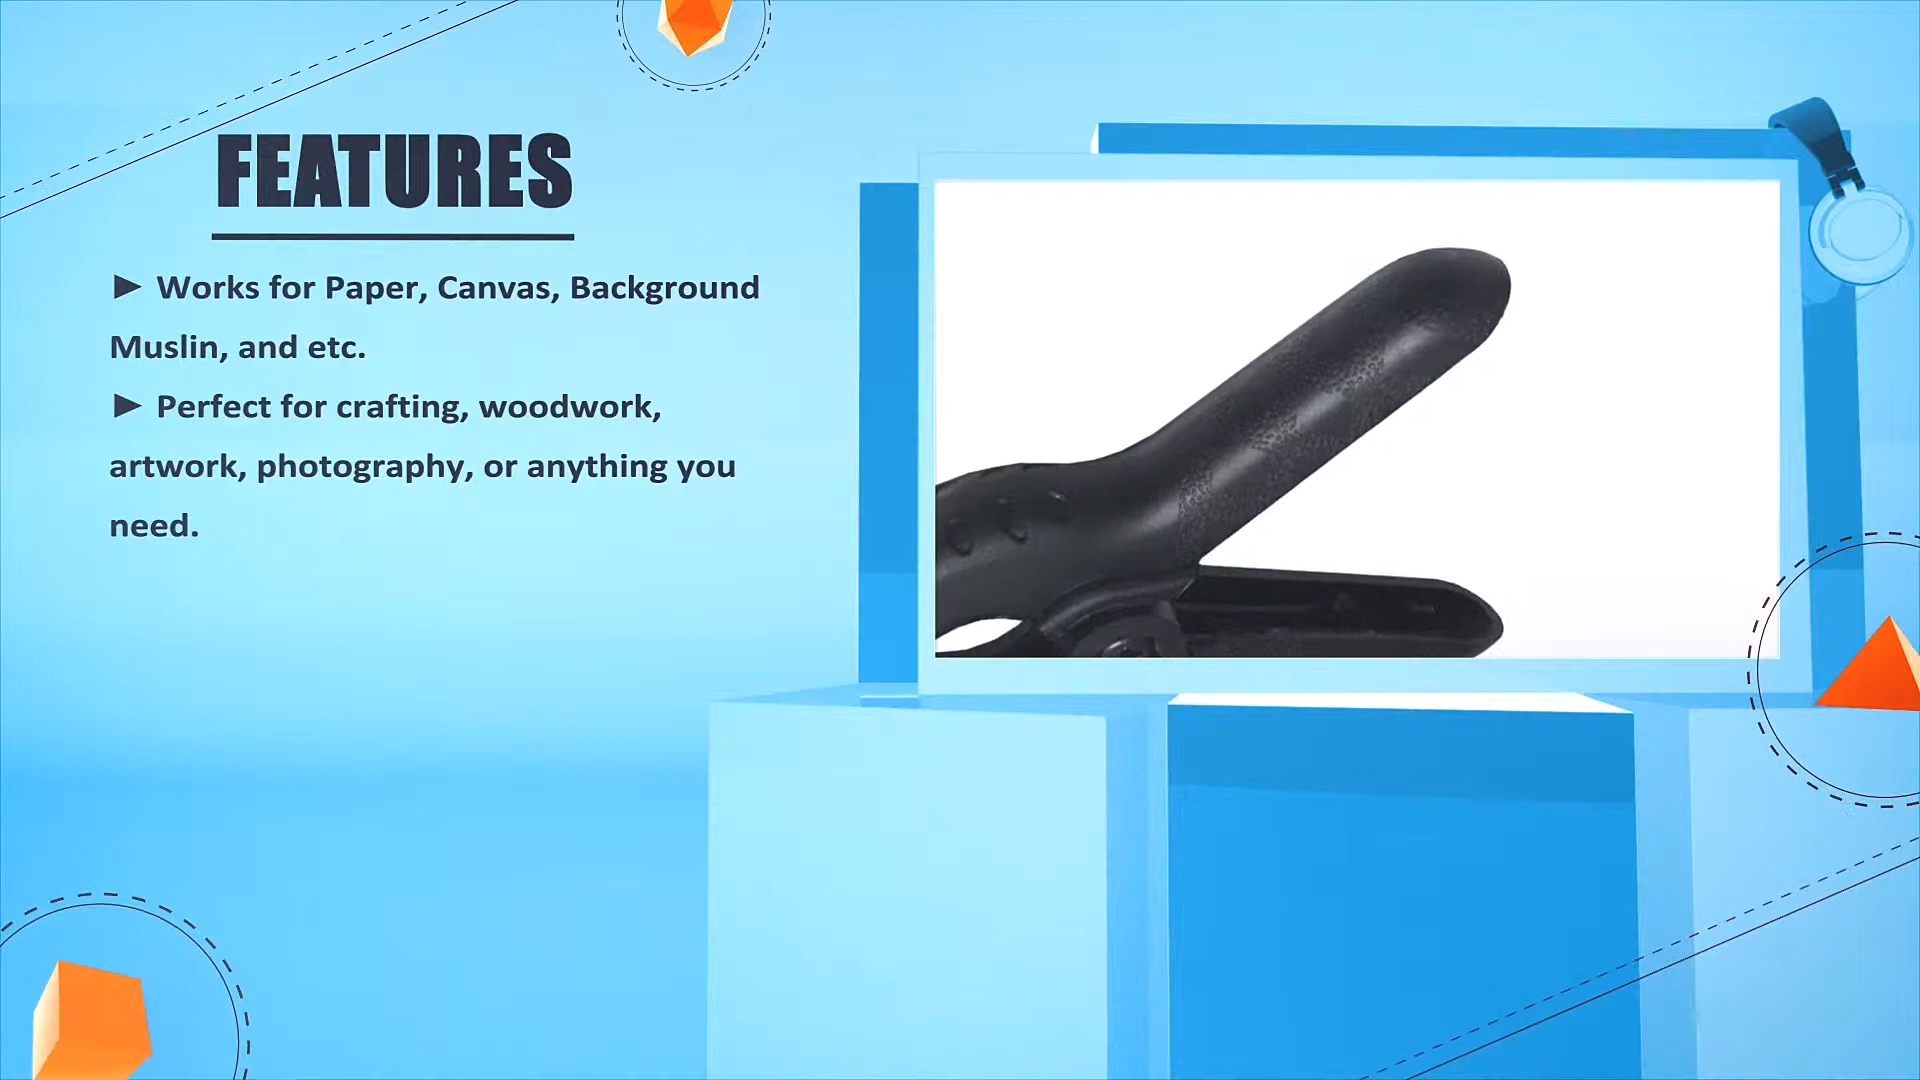 FEATURES
► Works for Paper, Canvas, Background
Muslin, and etc.
► Perfect for crafting, woodwork,
artwork, photography, or anything you
need.